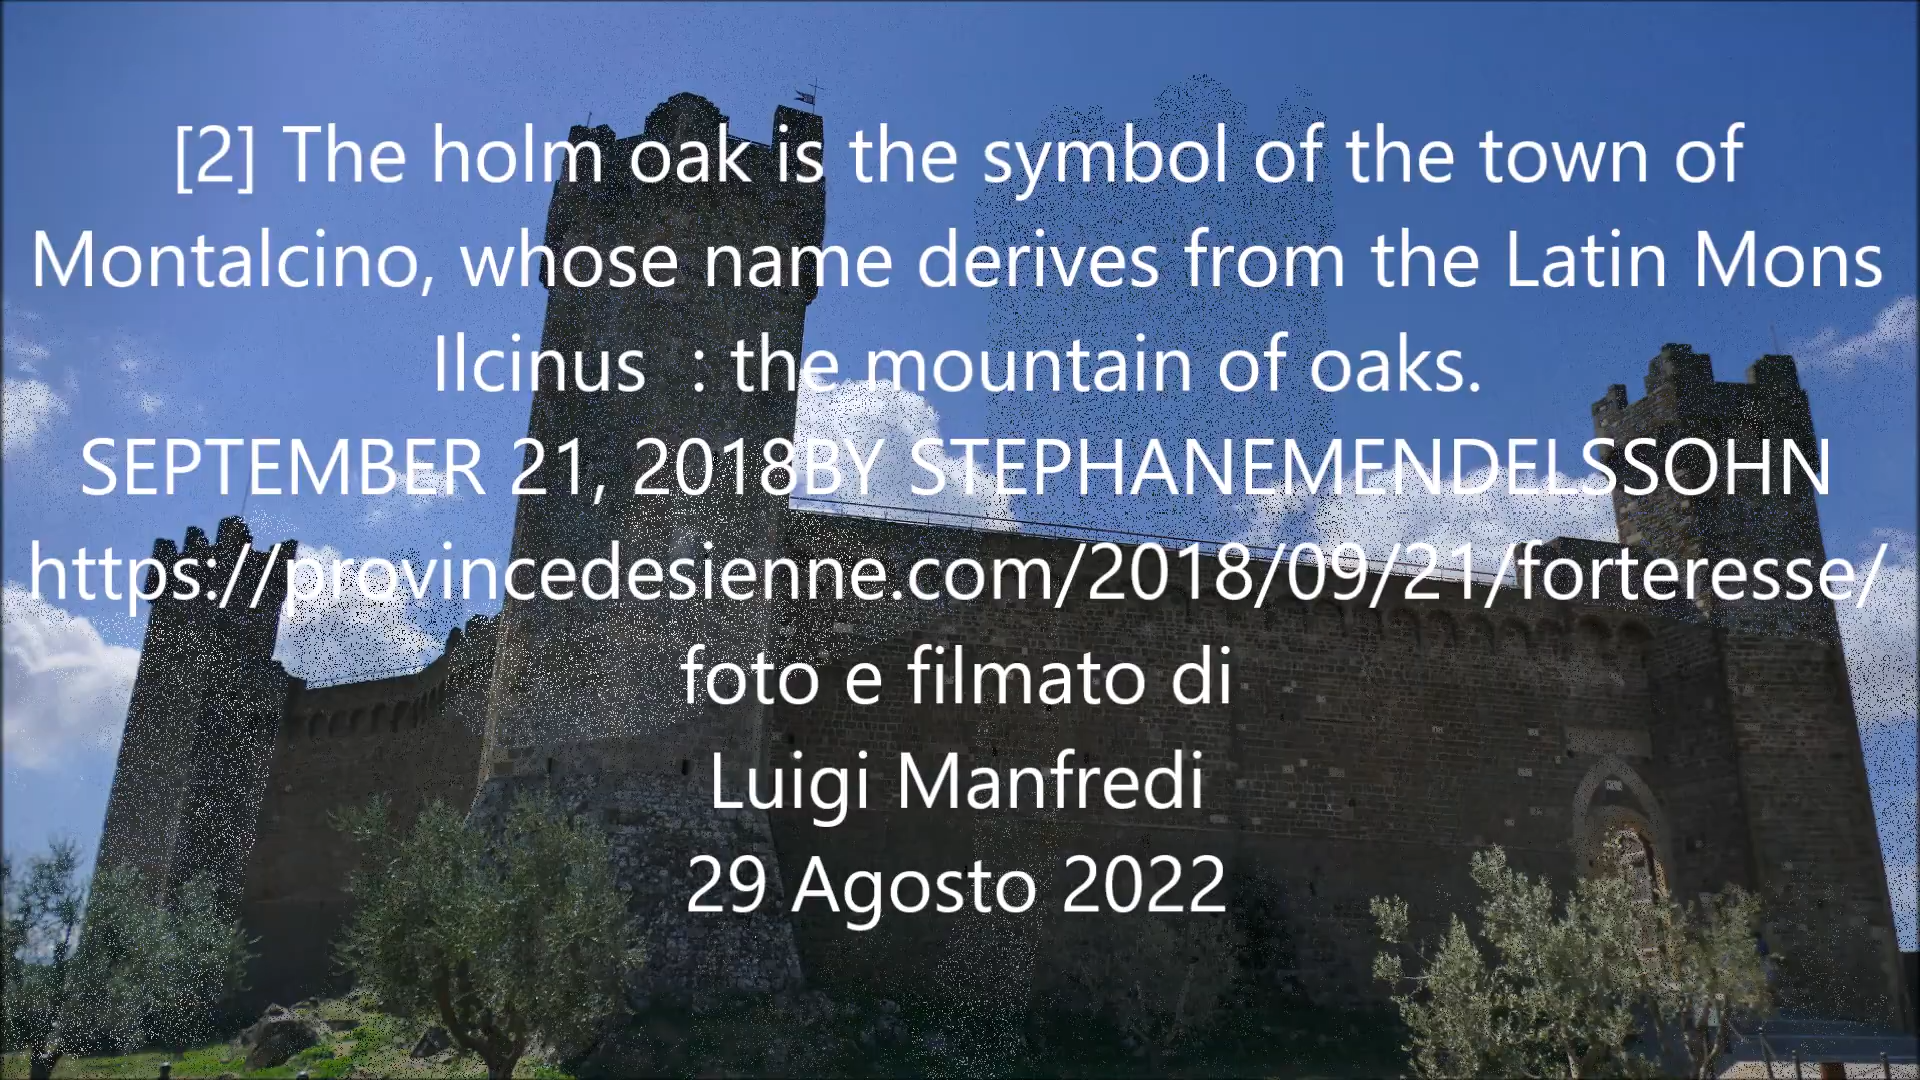 [2] The holm oak is the symbol of the town of
Montalcino, whose name derives from the Latin Mons
Ilcinus  : the mountain of oaks.
SEPTEMBER 21, 2018BY STEPHANEMENDELSSOHN
https://provincedesienne.com/2018/09/21/forteresse/
foto e filmato di
Luigi Manfredi
29 Agosto 2022